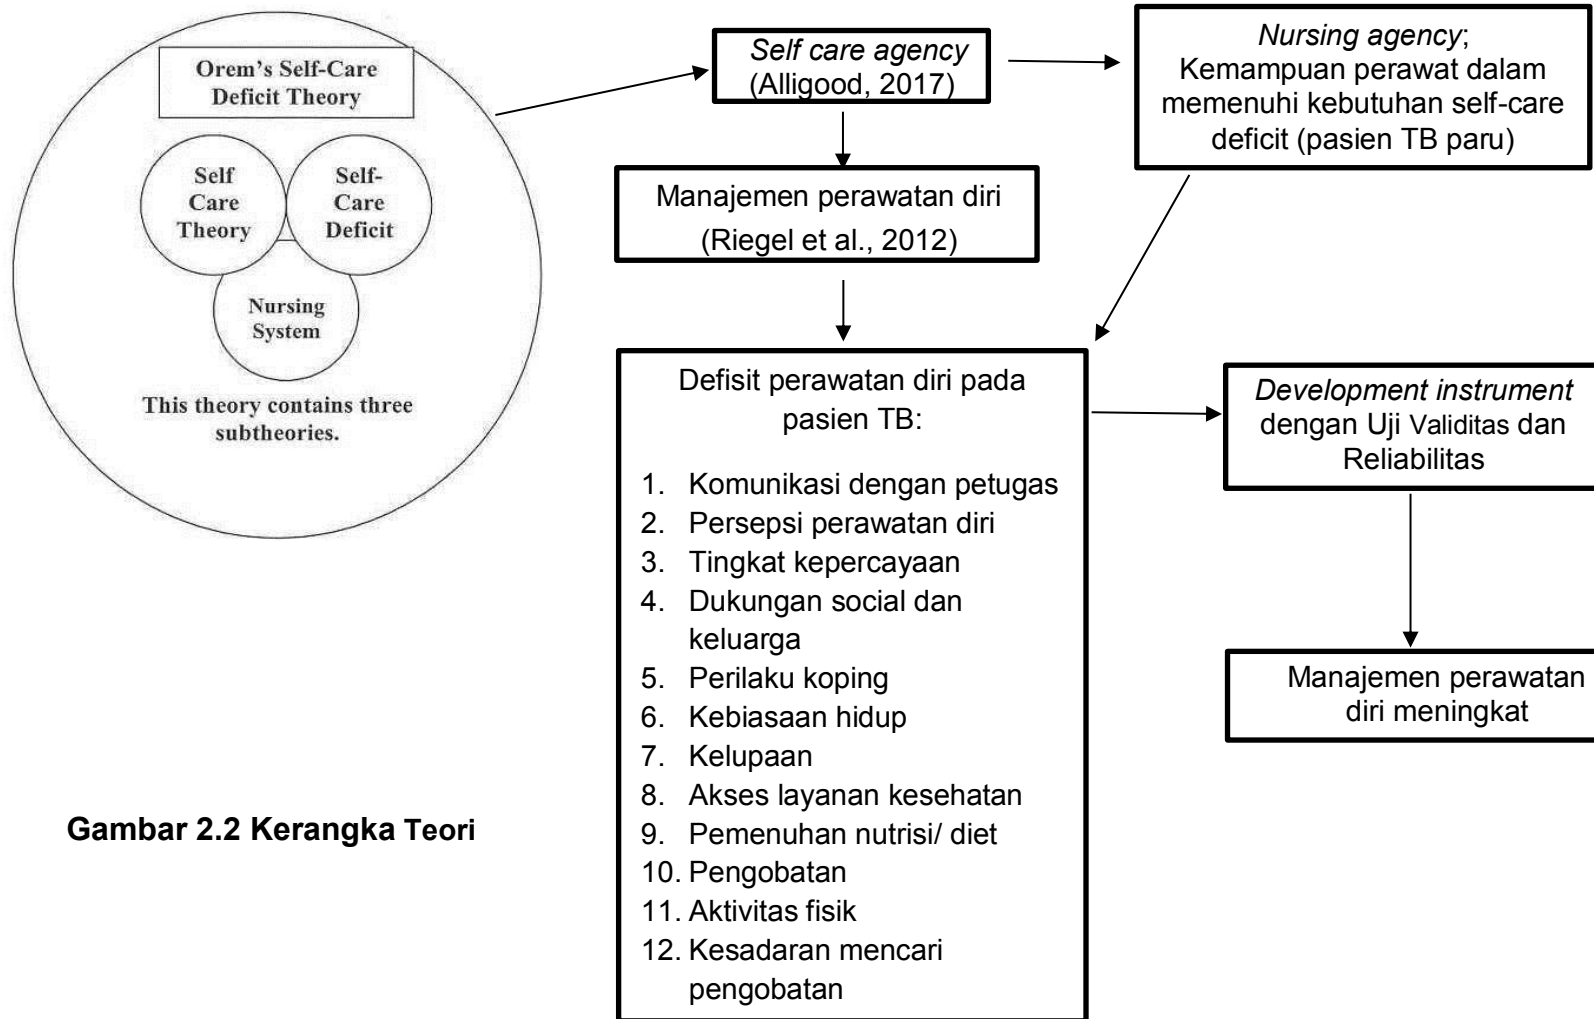 Orem's Self-Care
Deficit Theory
Self
Care
Theory
Self-
Care
Deficit
Nursing
System
This theory contains three
subtheories.
Self care agency
(Alligood, 2017)
Nursing agency;
Kemampuan perawat dalam
memenuhi kebutuhan self-care
deficit (pasien TB paru)
Manajemen perawatan diri
(Riegel et al., 2012)
Defisit perawatan diri pada
pasien TB:
1. Komunikasi dengan petugas
2. Persepsi perawatan diri
3. Tingkat kepercayaan
4. Dukungan social dan
keluarga
5. Perilaku koping
6. Kebiasaan hidup
7. Kelupaan
8. Akses layanan kesehatan
9. Pemenuhan nutrisi/ diet
10. Pengobatan
11. Aktivitas fisik
12. Kesadaran mencari
pengobatan
Development instrument
dengan Uji Validitas dan
Reliabilitas
Manajemen perawatan
diri meningkat
Gambar 2.2 Kerangka Teori